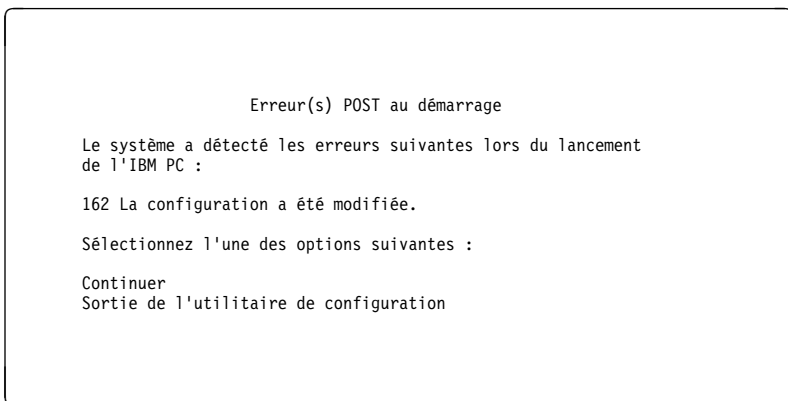 Erreur(s) POST au démarrage
Le système a détecté les erreurs suivantes lors du lancement
de l'IBM PC :
162 La configuration a été modifiée.
Sélectionnez l'une des options suivantes :
Continuer
Sortie de l'utilitaire de configuration